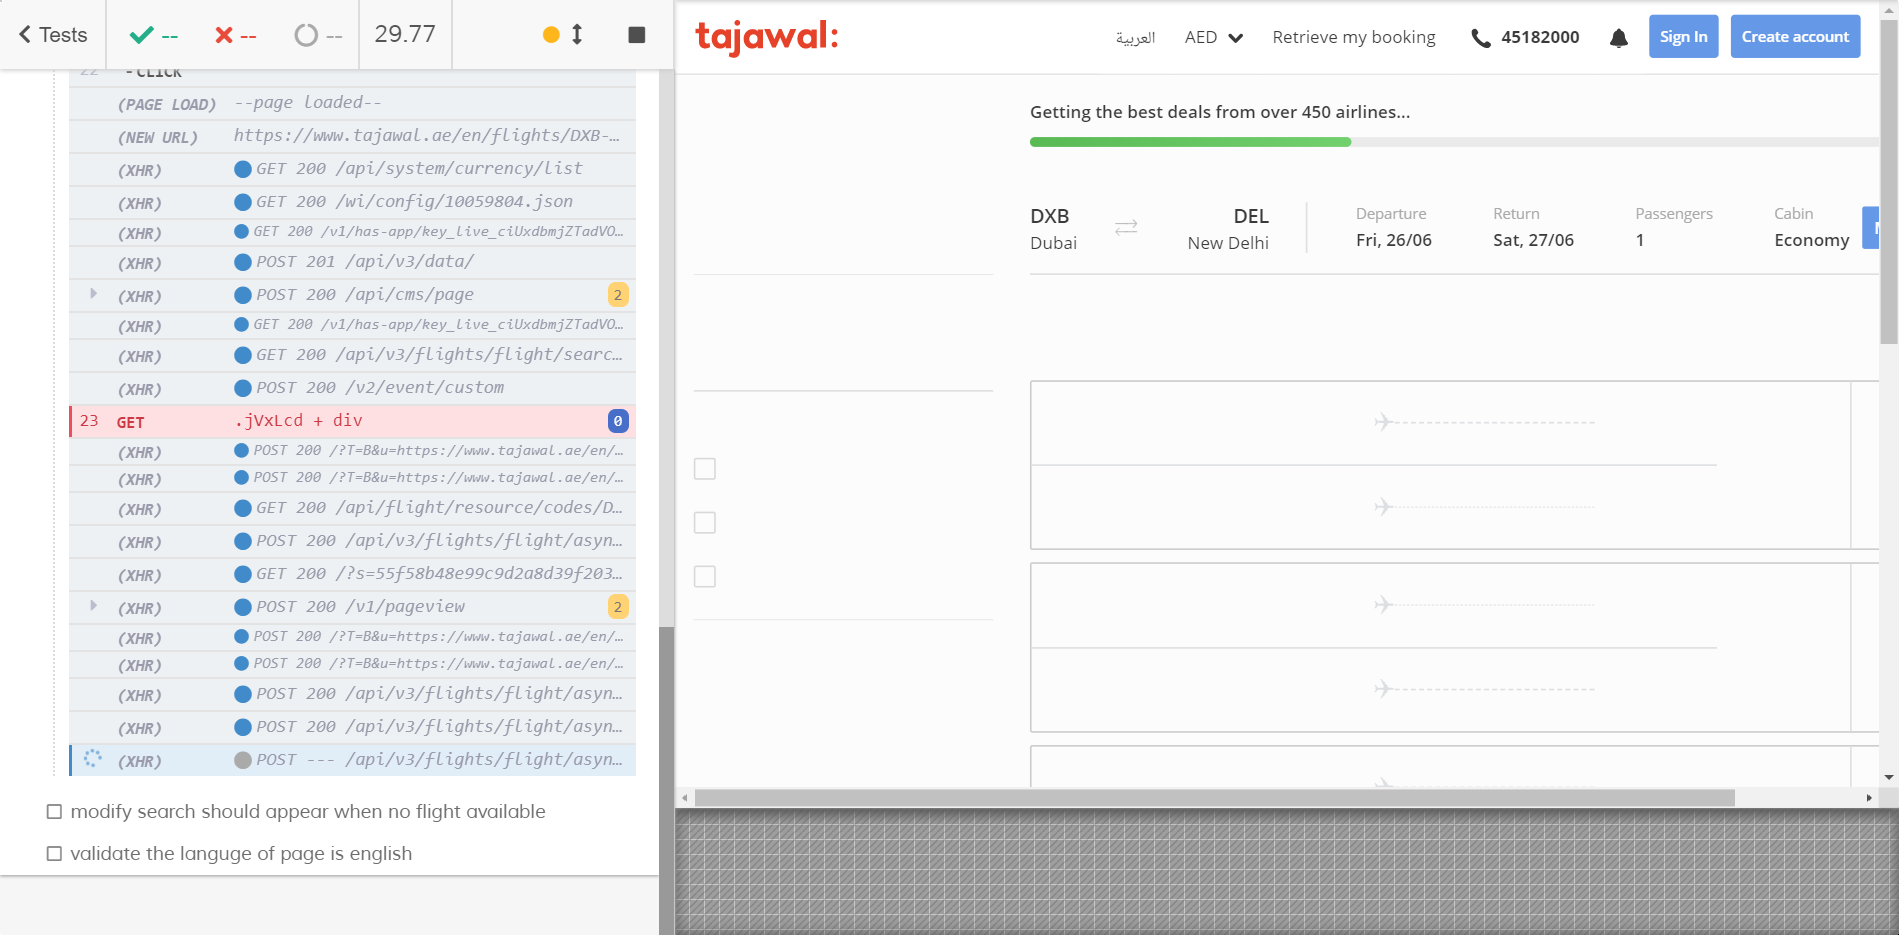 Tests
--
--
--
29.77
22 - CLICK
(PAGE LOAD) --page loaded--
(NEW URL) https://www.tajawal.ae/en/flights/DXB-...
(XHR) GET 200 /api/system/currency/list
(XHR) GET 200 /wi/config/10059804.json
(XHR) GET 200 /v1/has-app/key_live_ciUxdbmjZTadVO...
(XHR) POST 201 /api/v3/data/
(XHR) POST 200 /api/cms/page 2
(XHR) GET 200 /v1/has-app/key_live_ciUxdbmjZTadVO...
(XHR) GET 200 /api/v3/flights/flight/searc...
(XHR) POST 200 /v2/event/custom
23 GET .jVxLcd + div 0
(XHR) POST 200 /?T=B&u=https://www.tajawal.ae/en/...
(XHR) POST 200 /?T=B&u=https://www.tajawal.ae/en/...
(XHR) GET 200 /api/flight/resource/codes/D...
(XHR) POST 200 /api/v3/flights/flight/asyn...
(XHR) GET 200 /?s=55f58b48e99c9d2a8d39f203...
(XHR) POST 200 /v1/pageview 2
(XHR) POST 200 /?T=B&u=https://www.tajawal.ae/en/...
(XHR) POST 200 /?T=B&u=https://www.tajawal.ae/en/...
(XHR) POST 200 /api/v3/flights/flight/asyn...
(XHR) POST 200 /api/v3/flights/flight/asyn...
(XHR) POST --- /api/v3/flights/flight/asyn...
modify search should appear when no flight available
validate the languge of page is english
tajawal:
العربية
AED
Retrieve my booking
45182000
Sign In
Create account
Getting the best deals from over 450 airlines...
DXB
Dubai
DEL
New Delhi
Departure
Fri, 26/06
Return
Sat, 27/06
Passengers
1
Cabin
Economy